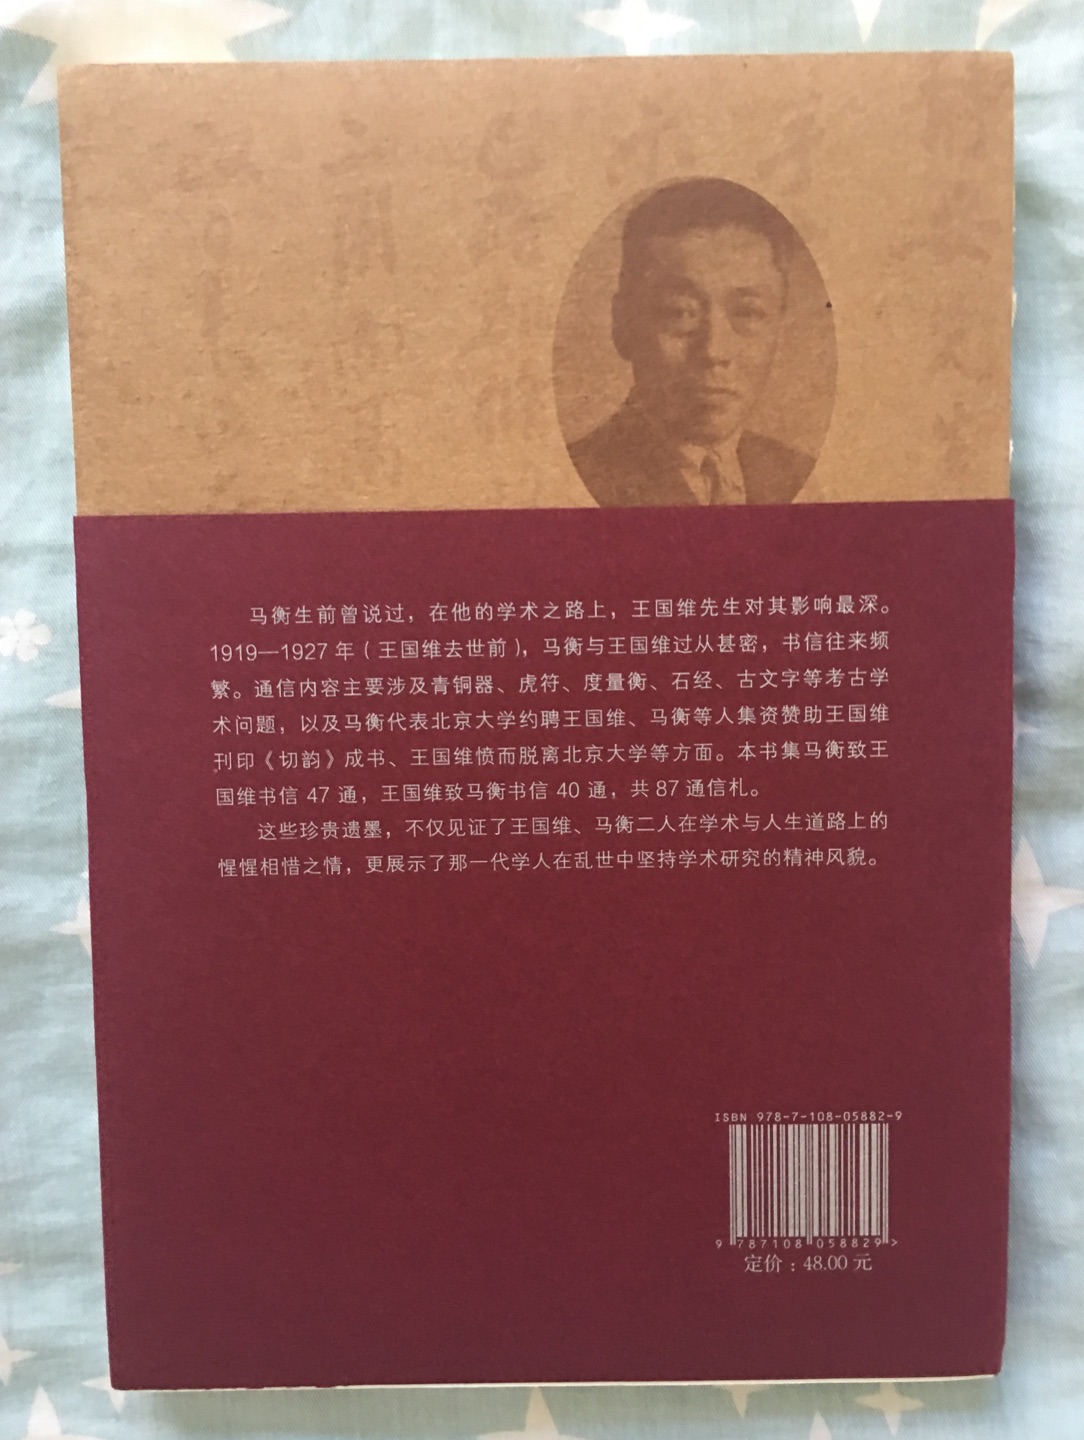 马衡生前曾说过，在他的学术之路上，王国维先生对其影响最深。
1919—1927年（王国维去世前），马衡与王国维过从甚密，书信往来频
繁。通信内容主要涉及青铜器、虎符、度量衡、石经、古文字等考古学
术问题，以及马衡代表北京大学约聘王国维、马衡等人集资赞助王国维
刊印《切韵》成书、王国维愤而脱离北京大学等方面。本书集马衡致王
国维书信 47 通，王国维致马衡书信 40 通，共 87 通信札。
这些珍贵遗墨，不仅见证了王国维、马衡二人在学术与人生道路上的
惺惺相惜之情，更展示了那一代学人在乱世中坚持学术研究的精神风貌。
ISBN 978-7-108-05882-9
9 787108 058829 >
定价：48.00 元